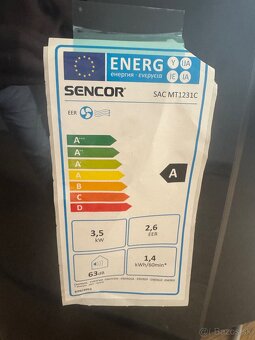 ENERG
Y IJA
IE IA
енергия · ενεργεια
SENCOR
SAC MT1231C
EER
A+++
A++
A+
A
B
C
D
A
3,5
kW
2,6
EER
63dB
1,4
kWh/60min*